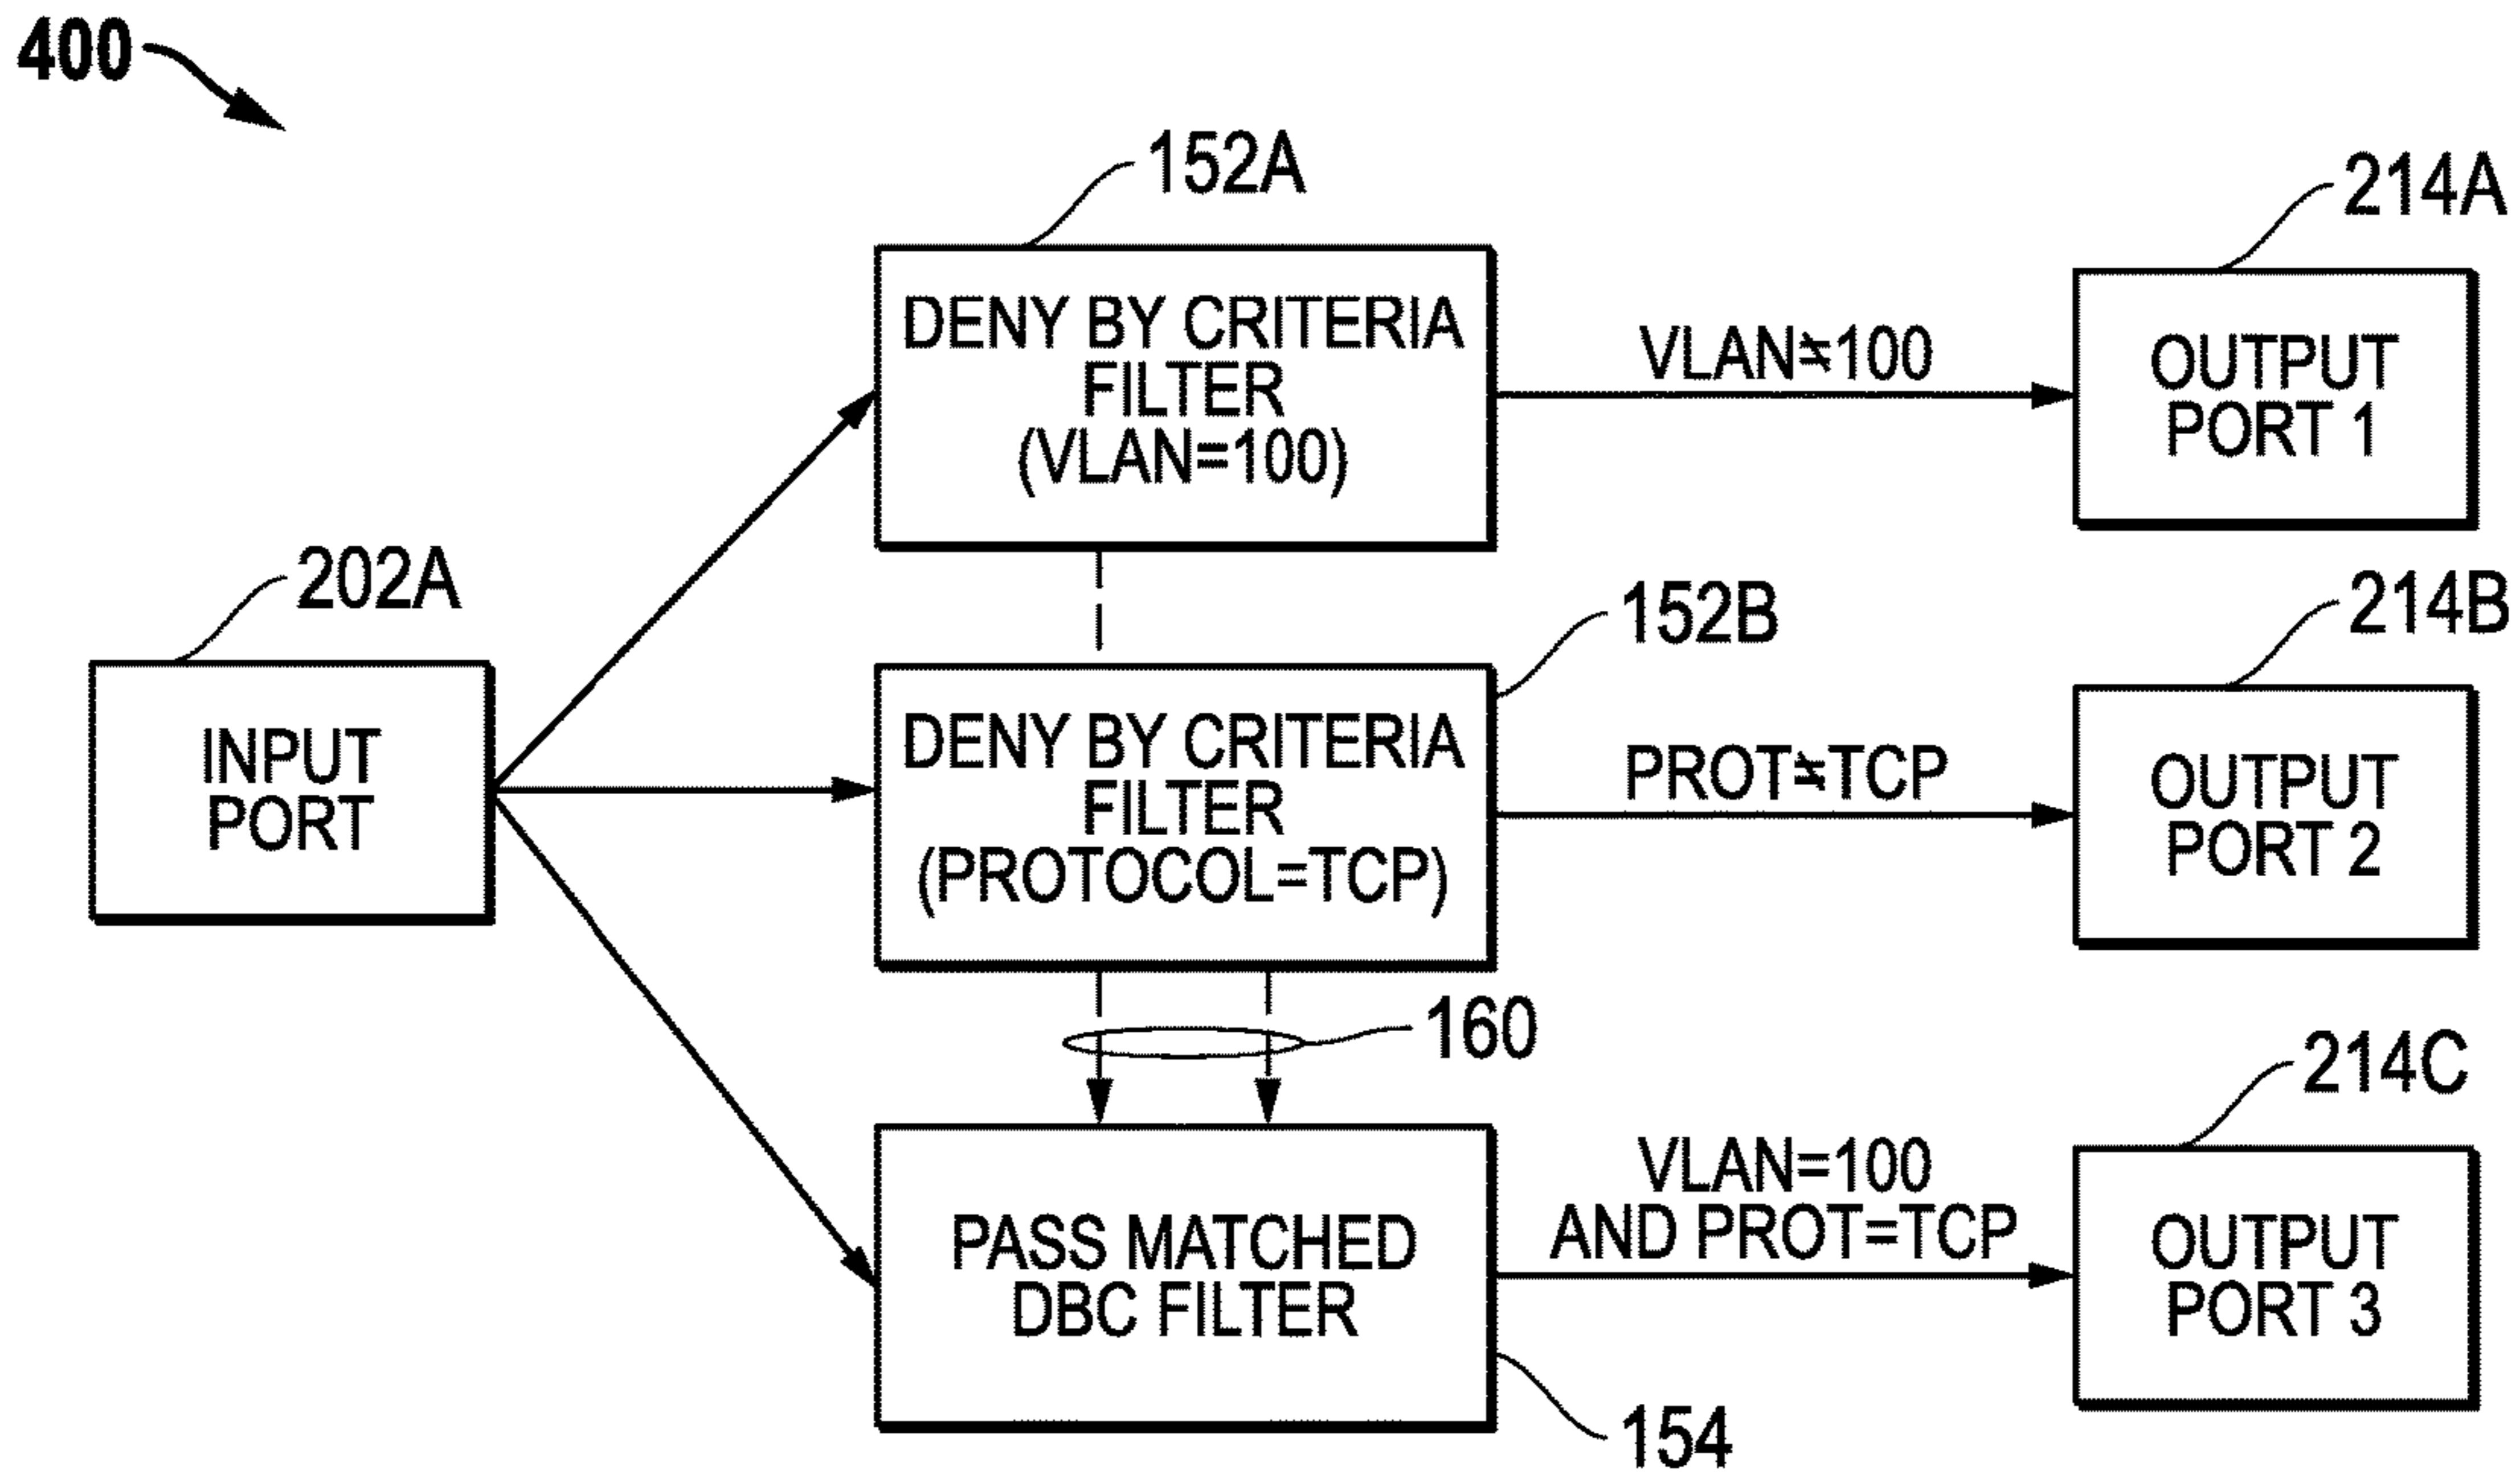 400
152A
214A
DENY BY CRITERIA
FILTER
(VLAN=100)
VLAN≠100
OUTPUT
PORT 1
202A
152B
214B
INPUT
PORT
DENY BY CRITERIA
FILTER
(PROTOCOL=TCP)
PROT≠TCP
OUTPUT
PORT 2
160
214C
PASS MATCHED
DBC FILTER
VLAN=100
AND PROT=TCP
OUTPUT
PORT 3
154